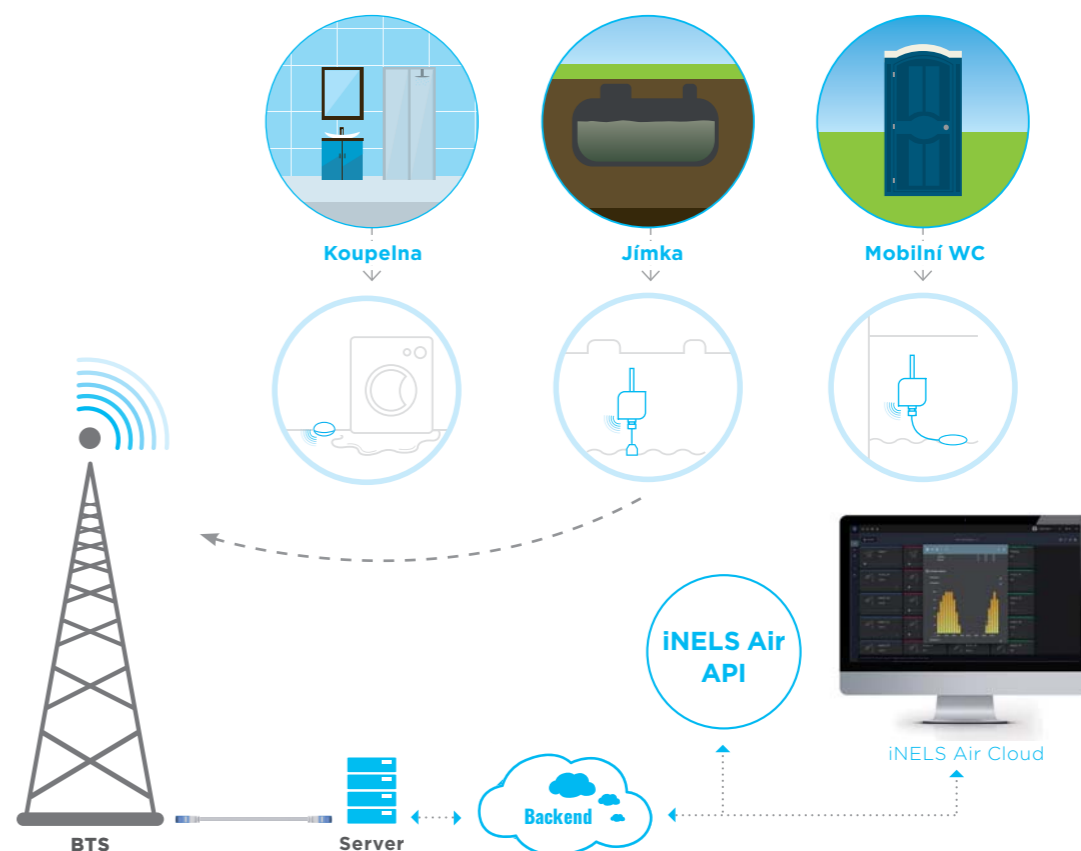 Koupelna
Jímka
Mobilní WC
iNELS Air
API
iNELS Air Cloud
Backend
BTS
Server